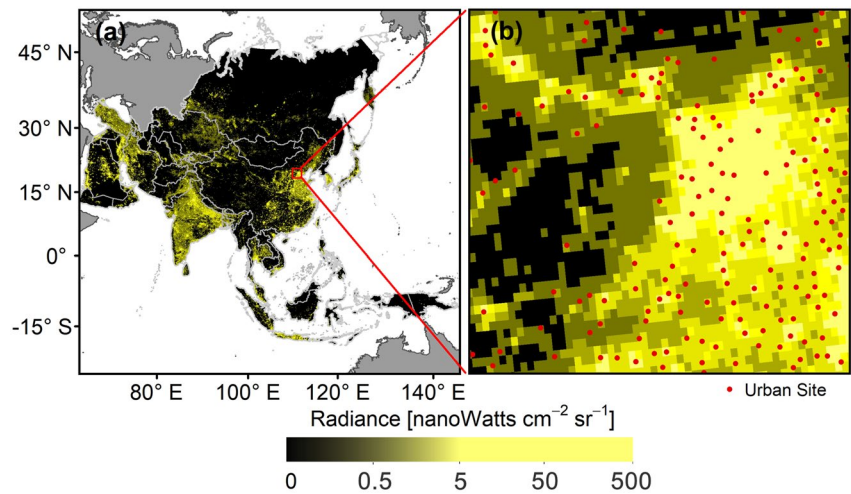 (a)
(b)
45° N
30° N
15° N
0°
-15° S
80° E 100° E 120° E 140° E
Urban Site
Radiance [nanoWatts cm⁻² sr⁻¹]
0 0.5 5 50 500